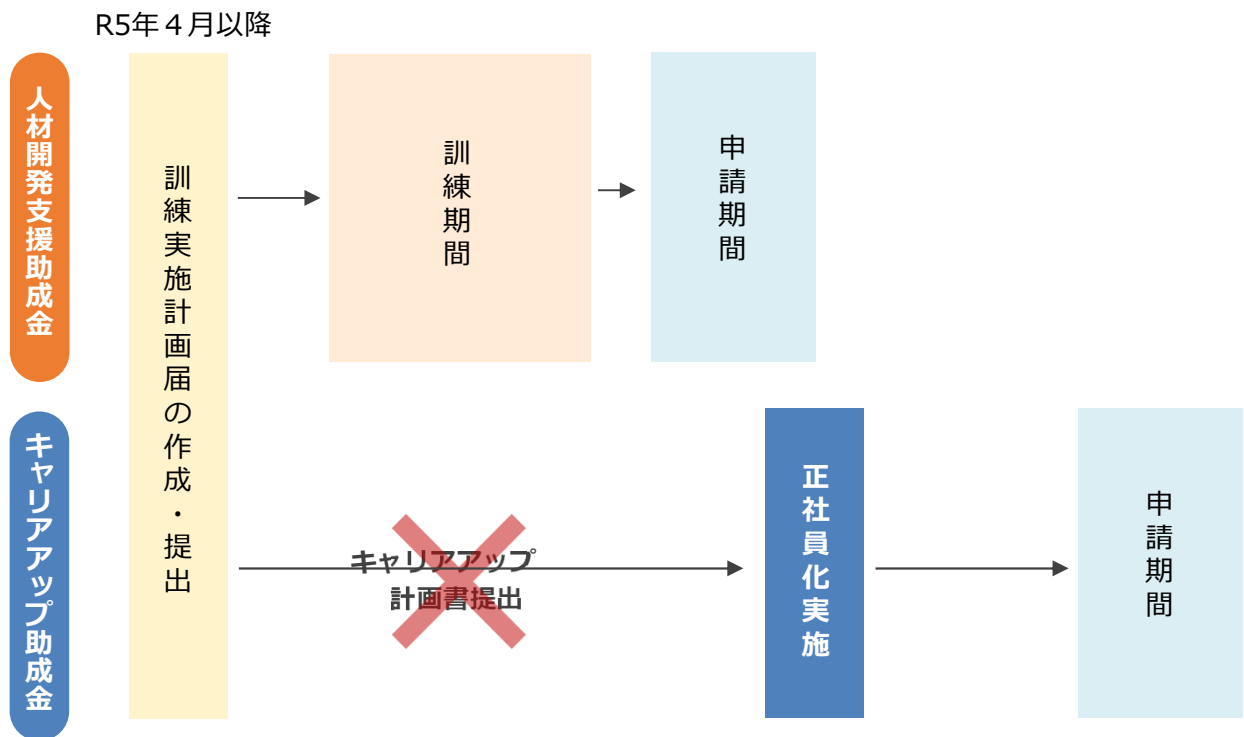 R5年４月以降
人材開発支援助成金
訓練実施計画届の作成・提出
訓練期間
申請期間
キャリアアップ助成金
キャリアアップ
計画書提出
正社員化実施
申請期間